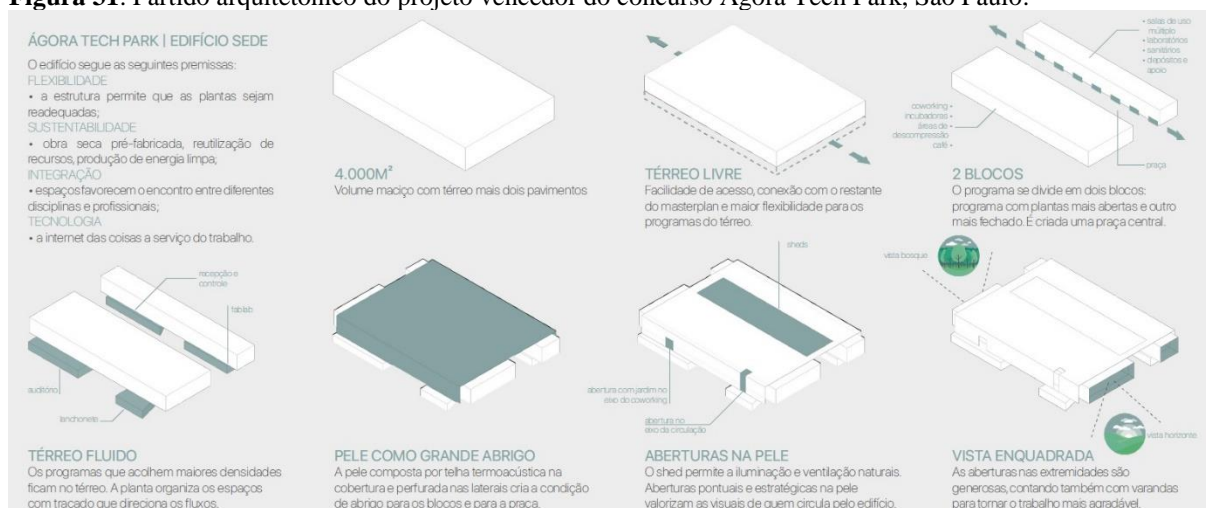 Figura 31. Partido arquitetônico do projeto vencedor do concurso Ágora Tech Park, São Paulo.
ÁGORA TECH PARK | EDIFÍCIO SEDE
O edifício segue as seguintes premissas:
FLEXIBILIDADE
• a estrutura permite que as plantas sejam
readequadas;
SUSTENTABILIDADE
• obra seca pré-fabricada, reutilização de
recursos, produção de energia limpa;
INTEGRAÇÃO
• espaços favorecem o encontro entre diferentes
disciplinas e profissionais;
TECNOLOGIA
• a internet das coisas a serviço do trabalho.
4.000M²
Volume maciço com térreo mais dois pavimentos
TÉRREO LIVRE
Facilidade de acesso, conexão com o restante
do masterplan e maior flexibilidade para os
programas do térreo.
• salas de uso
múltiplo
• laboratórios
• sanitários
• depósitos e
apoio
coworking •
incubadoras •
áreas de •
descompressão
café •
praça
2 BLOCOS
O programa se divide em dois blocos:
programa com plantas mais abertas e outro
mais fechado. É criada uma praça central.
recepção e
controle
fablab
auditório
lanchonete
TÉRREO FLUIDO
Os programas que acolhem maiores densidades
ficam no térreo. A planta organiza os espaços
com traçado que direciona os fluxos.
PELE COMO GRANDE ABRIGO
A pele composta por telha termoacústica na
cobertura e perfurada nas laterais cria a condição
de abrigo para os blocos e para a praça.
sheds
abertura com jardim no
eixo do coworking
abertura no
eixo da circulação
ABERTURAS NA PELE
O shed permite a iluminação e ventilação naturais.
Aberturas pontuais e estratégicas na pele
valorizam as visuais de quem circula pelo edifício.
vista bosque
vista horizonte
VISTA ENQUADRADA
As aberturas nas extremidades são
generosas, contando também com varandas
para tornar o trabalho mais agradável.